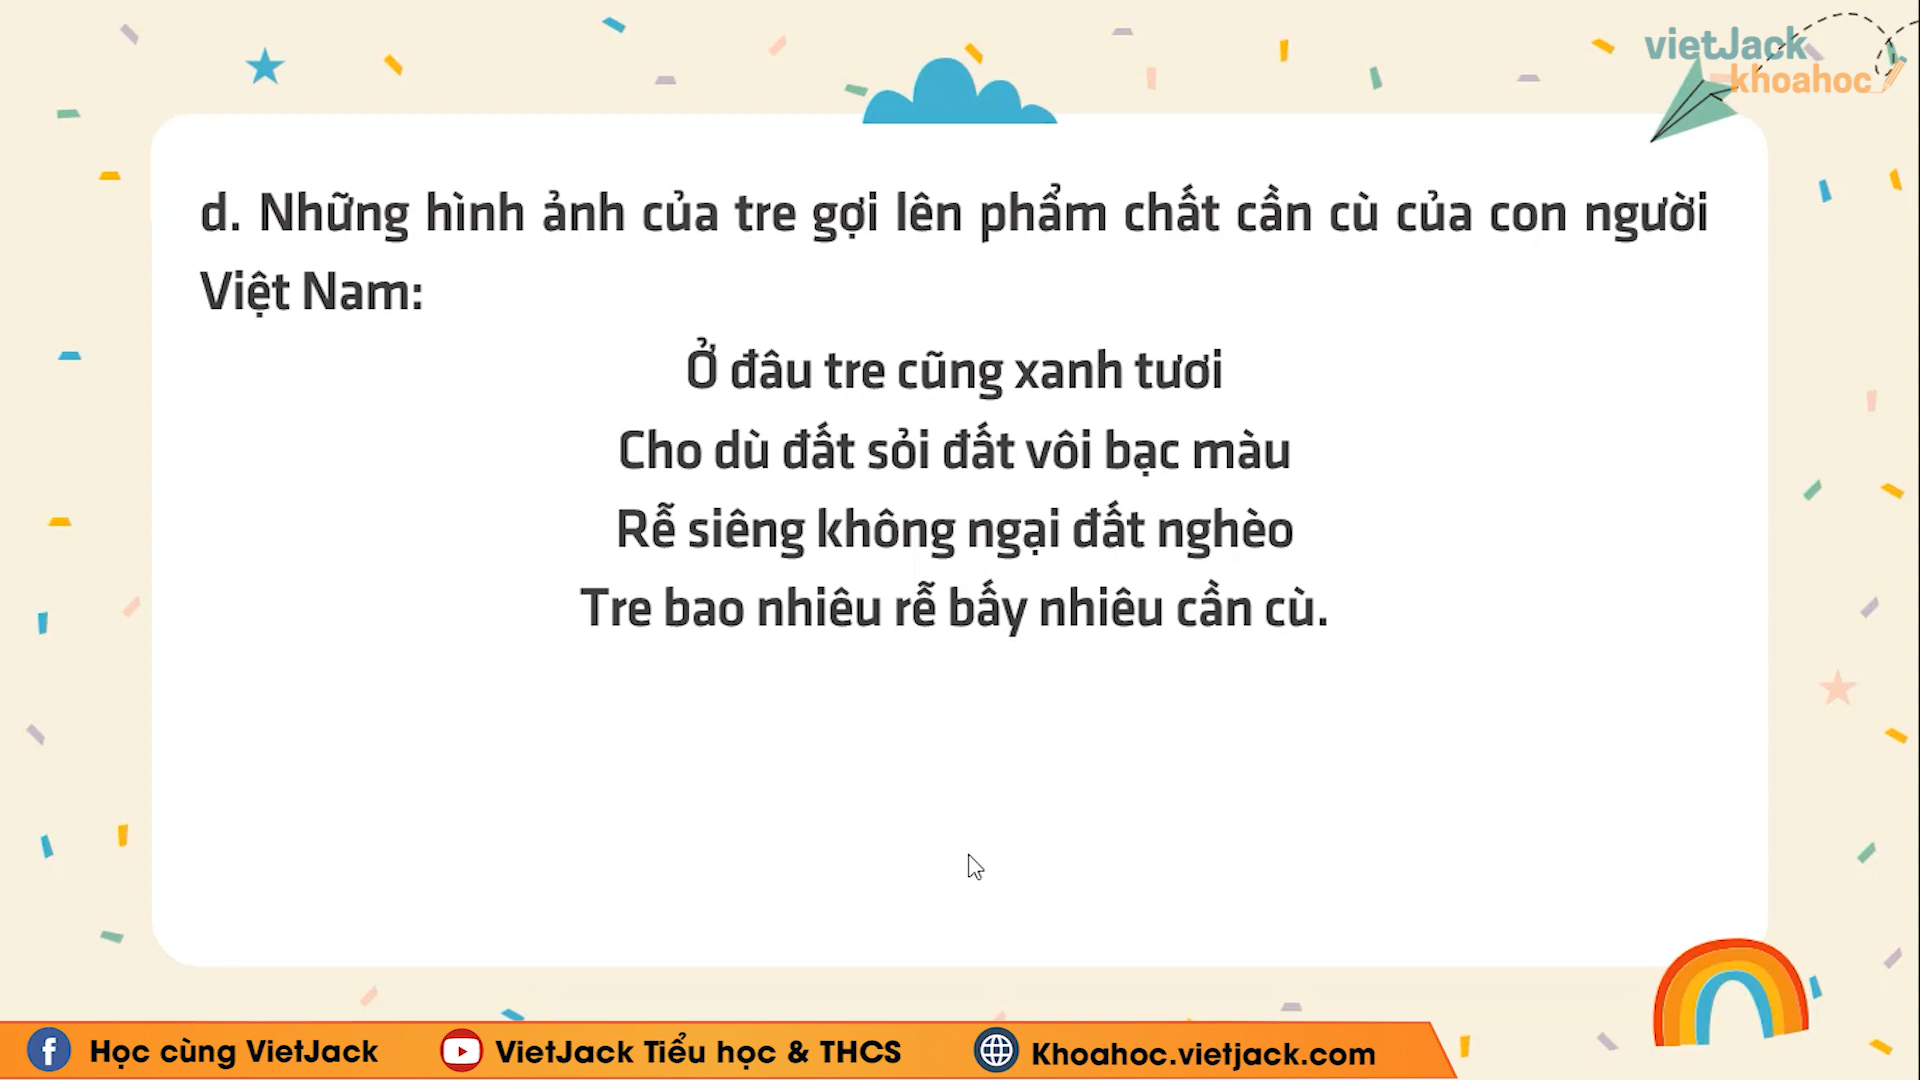 vietJack
khoahoc
d. Những hình ảnh của tre gợi lên phẩm chất cần cù của con người
Việt Nam:
Ở đâu tre cũng xanh tươi
Cho dù đất sỏi đất vôi bạc màu
Rễ siêng không ngại đất nghèo
Tre bao nhiêu rễ bấy nhiêu cần cù.
Học cùng VietJack
VietJack Tiểu học & THCS
Khoahoc.vietjack.com